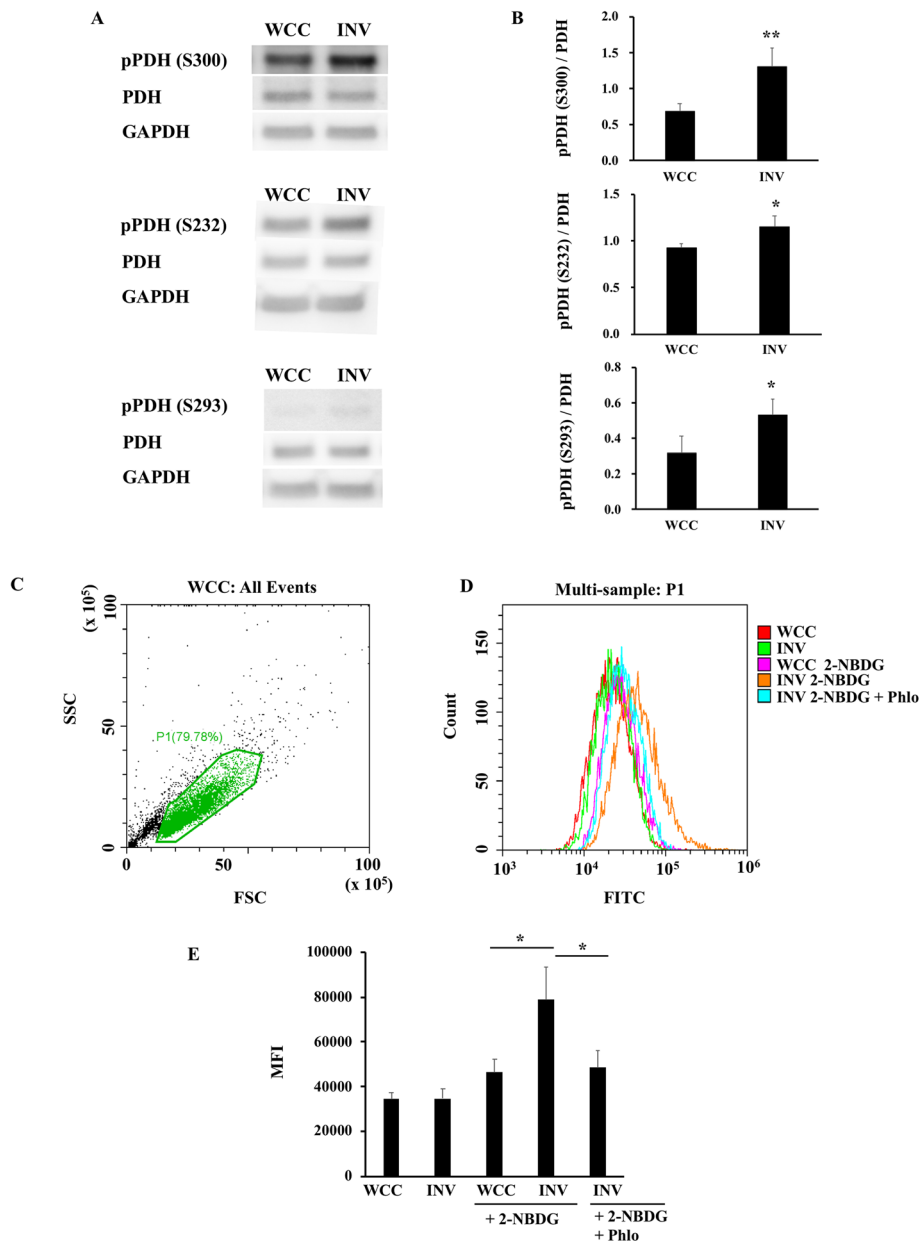 A
WCC INV
pPDH (S300)
PDH
GAPDH
WCC INV
pPDH (S232)
PDH
GAPDH
WCC INV
pPDH (S293)
PDH
GAPDH
B
pPDH (S300) / PDH
2.0
1.5
1.0
0.5
0.0
**
WCC INV
pPDH (S232) / PDH
1.5
1.0
0.5
0.0
*
WCC INV
pPDH (S293) / PDH
0.8
0.6
0.4
0.2
0.0
*
WCC INV
C
WCC: All Events
(x 10⁵)
SSC
100
50
0
P1(79.78%)
0 50 100
(x 10⁵)
FSC
D
Multi-sample: P1
Count
150
100
50
0
10³ 10⁴ 10⁵ 10⁶
FITC
WCC
INV
WCC 2-NBDG
INV 2-NBDG
INV 2-NBDG + Phlo
E
MFI
100000
80000
60000
40000
20000
0
* *
WCC INV WCC INV INV
+ 2-NBDG + 2-NBDG
+ Phlo